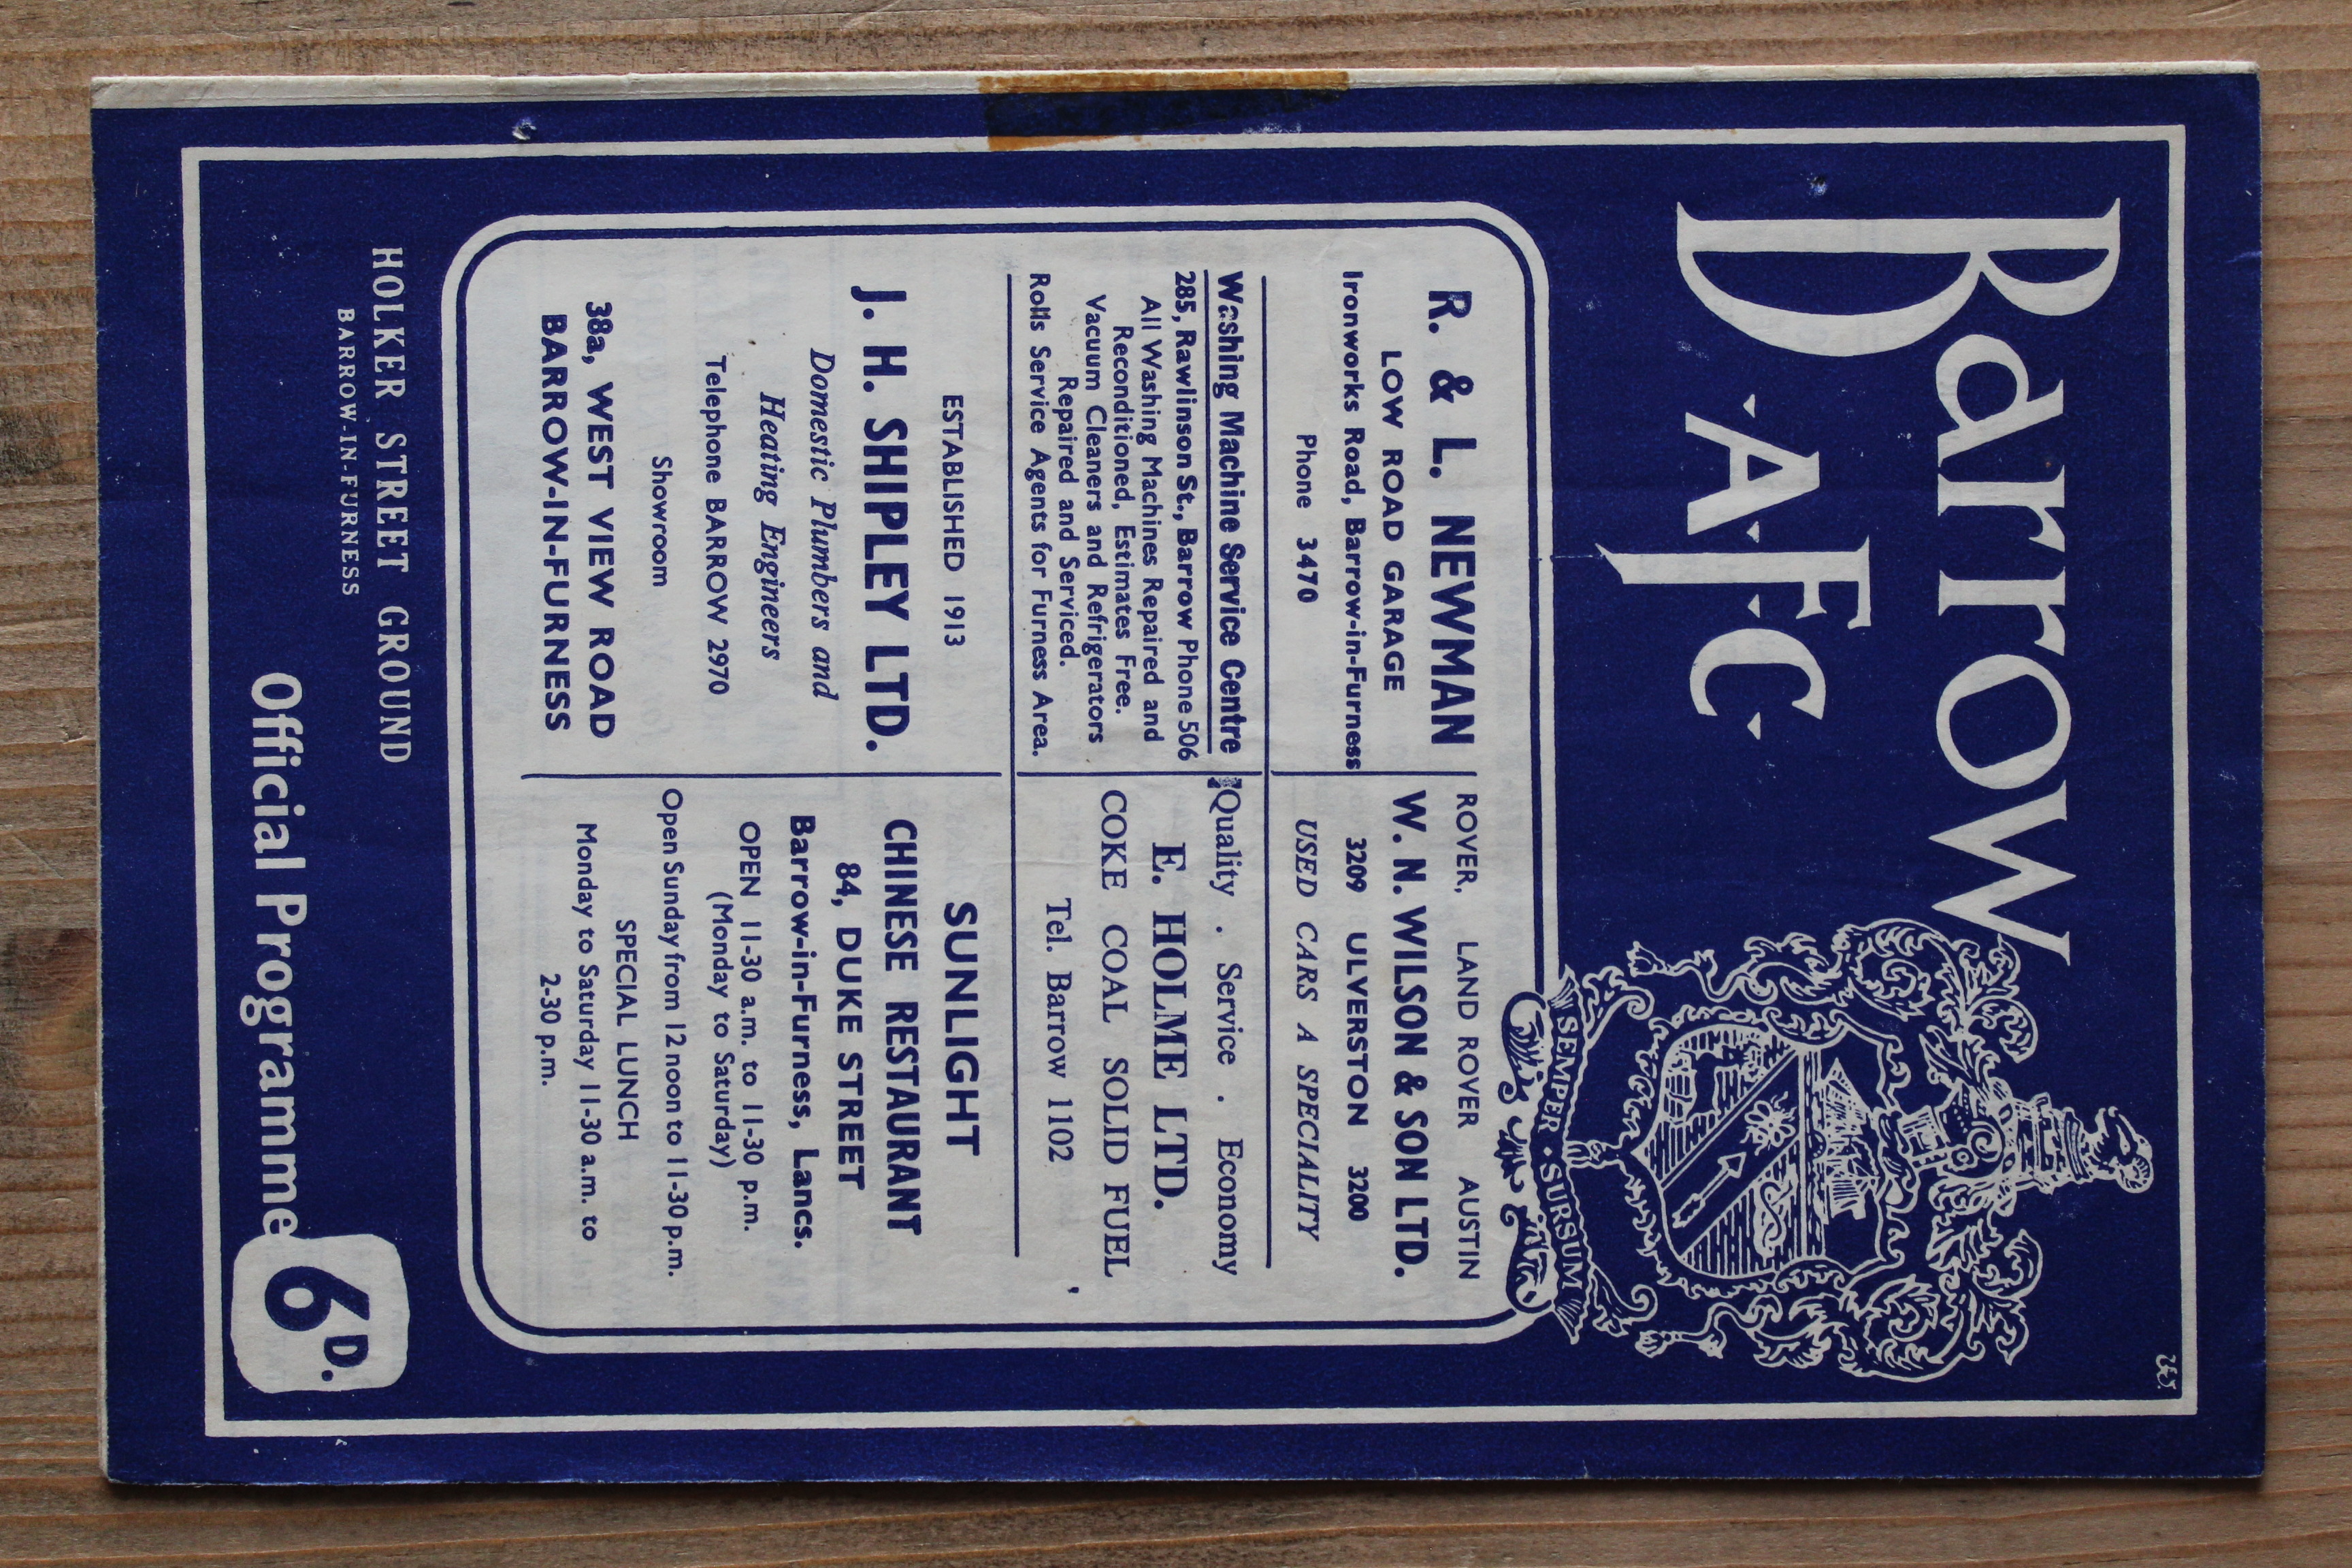 Barrow
A.F.C.
SEMPER · SURSUM
R. & L. NEWMAN
LOW ROAD GARAGE
Ironworks Road, Barrow-in-Furness
Phone 3470
ROVER, LAND ROVER AUSTIN
W. N. WILSON & SON LTD.
3209 ULVERSTON 3200
USED CARS A SPECIALITY
Washing Machine Service Centre
285, Rawlinson St., Barrow Phone 506
All Washing Machines Repaired and
Reconditioned, Estimates Free.
Vacuum Cleaners and Refrigerators
Repaired and Serviced.
Rolls Service Agents for Furness Area.
Quality . Service . Economy
E. HOLME LTD.
COKE COAL SOLID FUEL
Tel. Barrow 1102
ESTABLISHED 1913
J. H. SHIPLEY LTD.
Domestic Plumbers and
Heating Engineers
Telephone BARROW 2970
Showroom
38a, WEST VIEW ROAD
BARROW-IN-FURNESS
SUNLIGHT
CHINESE RESTAURANT
84, DUKE STREET
Barrow-in-Furness, Lancs.
OPEN 11-30 a.m. to 11-30 p.m.
(Monday to Saturday)
Open Sunday from 12 noon to 11-30 p.m.
SPECIAL LUNCH
Monday to Saturday 11-30 a.m. to
2-30 p.m.
HOLKER STREET GROUND
BARROW-IN-FURNESS
Official Programme
6D.